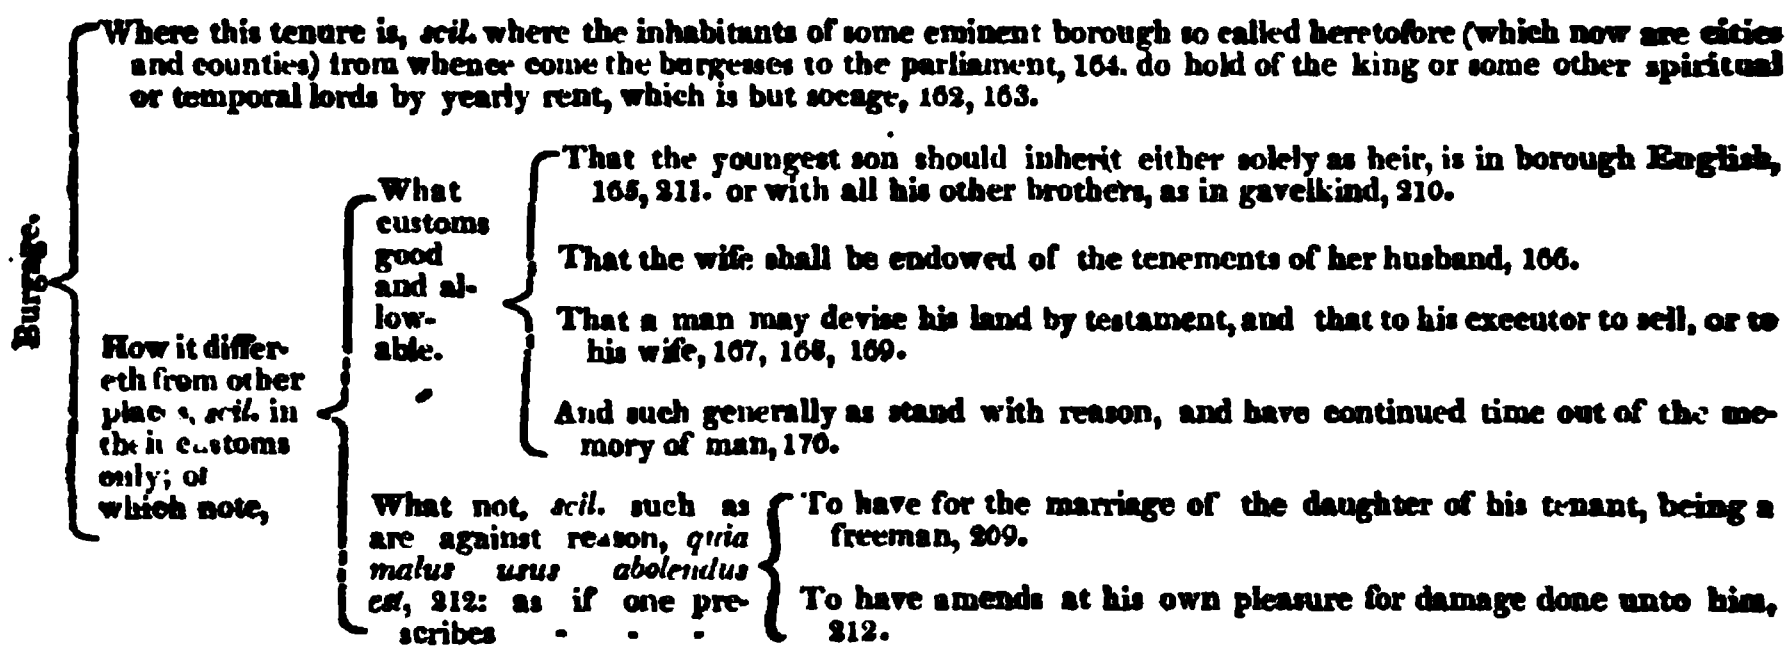 Burgage.
Where this tenure is, scil. where the inhabitants of some eminent borough so called heretofore (which now are cities
and counties) from whence come the burgesses to the parliament, 164. do hold of the king or some other spiritual
or temporal lords by yearly rent, which is but socage, 162, 163.
How it differ-
eth from other
places, scil. in
their customs
only; of
which note,
What
customs
good
and al-
low-
able.
That the youngest son should inherit either solely as heir, is in borough English,
165, 211. or with all his other brothers, as in gavelkind, 210.
That the wife shall be endowed of the tenements of her husband, 166.
That a man may devise his land by testament, and that to his executor to sell, or to
his wife, 167, 168, 169.
And such generally as stand with reason, and have continued time out of the me-
mory of man, 170.
What not, scil. such as
are against reason, quia
malus usus abolendus
est, 212: as if one pre-
scribes - - -
To have for the marriage of the daughter of his tenant, being a
freeman, 209.
To have amends at his own pleasure for damage done unto him,
212.